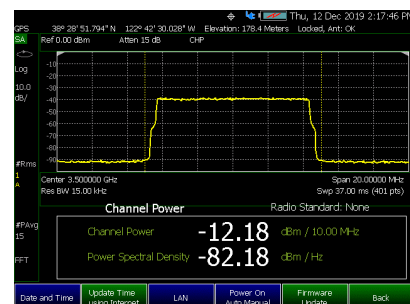 Thu, 12 Dec 2019 2:17:46 PM
GPS 38° 28' 51.794" N 122° 42' 30.028" W Elevation: 178.4 Meters Locked, Ant: OK
SA Ref 0.00 dBm Atten 15 dB CHP
Log
10.0
dB/
-10
-20
-30
-40
-50
-60
-70
-80
-90
#Rms
1
A
Center 3.500000 GHz Span 20.00000 MHz
Res BW 15.00 kHz Swp 37.00 ms (401 pts)
#PAvg
15
FFT
Channel Power Radio Standard: None
Channel Power -12.18 dBm / 10.00 MHz
Power Spectral Density -82.18 dBm / Hz
Date and Time
Update Time
using Internet
LAN
Power On
Auto Manual
Firmware
Update
Back